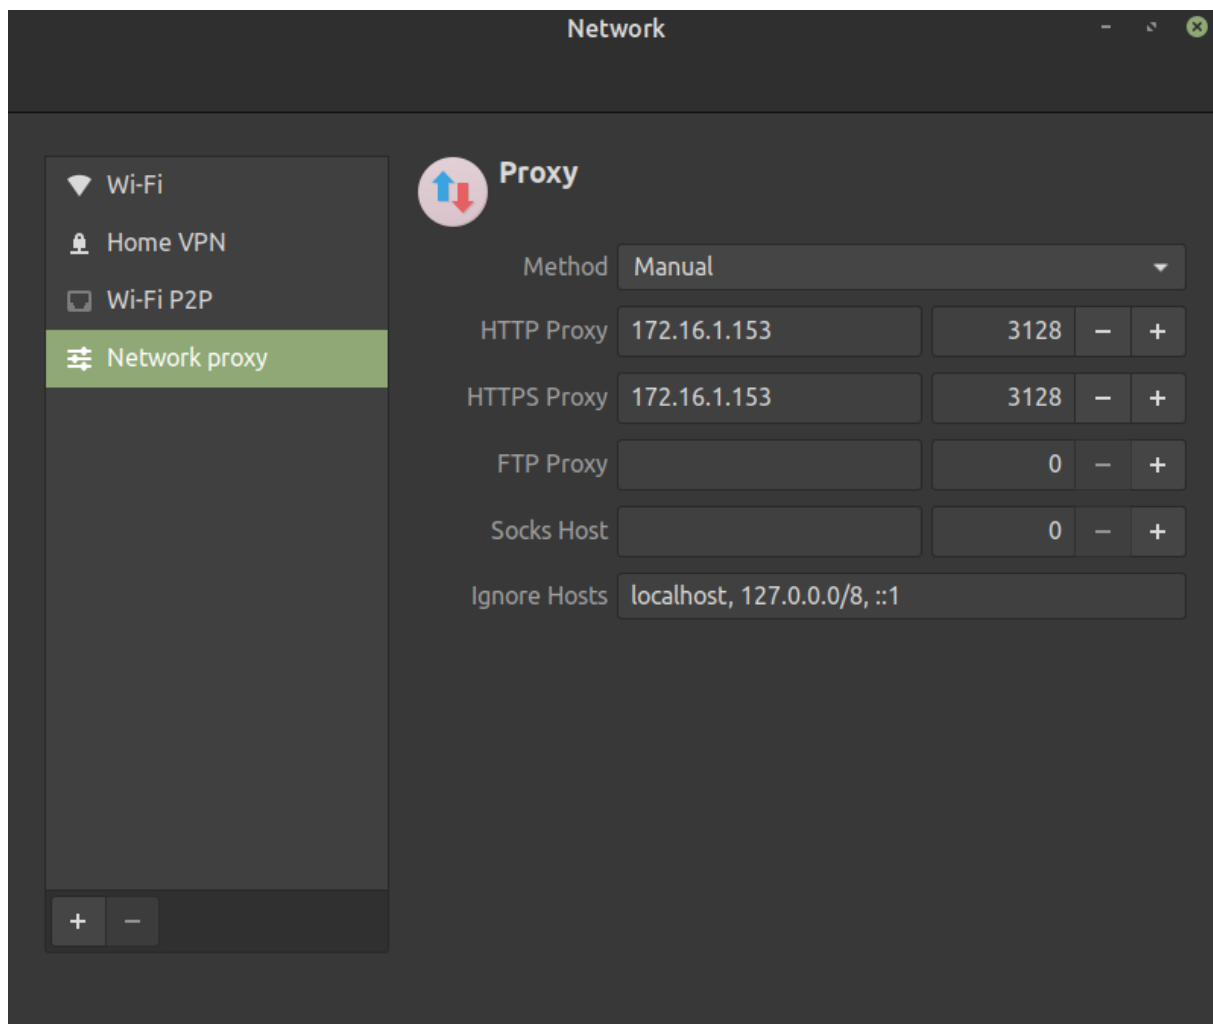 Network
Wi-Fi
Home VPN
Wi-Fi P2P
Network proxy
Proxy
Method Manual
HTTP Proxy 172.16.1.153 3128 − +
HTTPS Proxy 172.16.1.153 3128 − +
FTP Proxy 0 − +
Socks Host 0 − +
Ignore Hosts localhost, 127.0.0.0/8, ::1
+ −